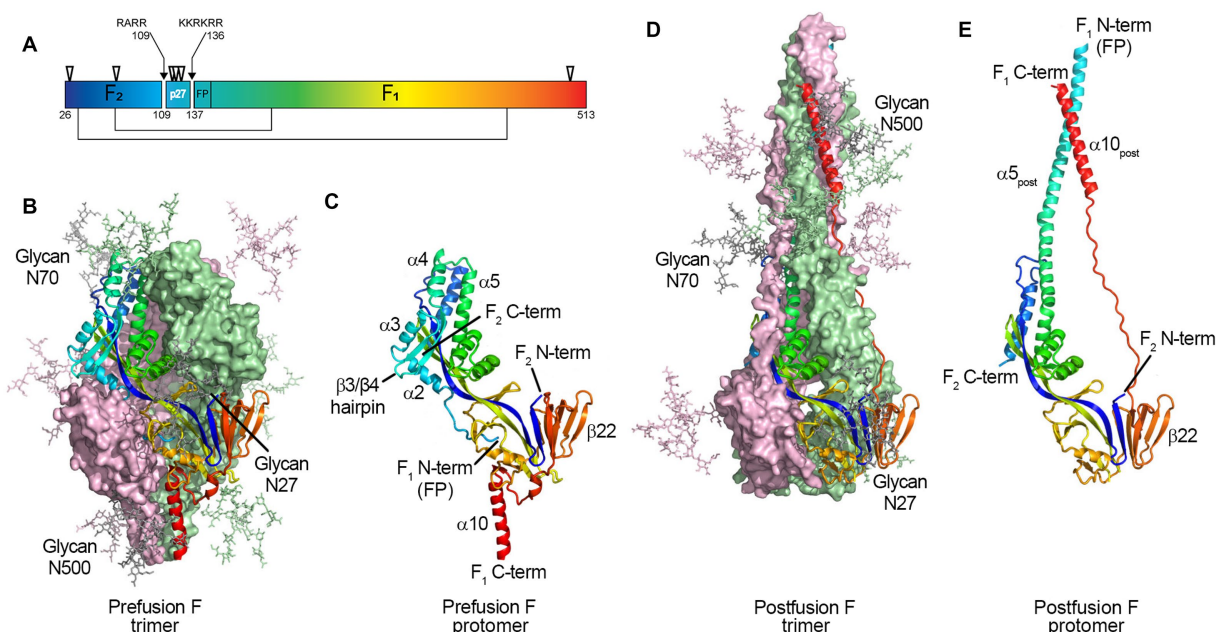 A
RARR
109
KKRKRR
136
F₂
p27
FP
F₁
26
109
137
513
B
Glycan
N70
Glycan
N27
Glycan
N500
Prefusion F
trimer
C
α4
α5
α3
F₂ C-term
β3/β4
hairpin
α2
F₂ N-term
β22
F₁ N-term
(FP)
α10
F₁ C-term
Prefusion F
protomer
D
Glycan
N500
Glycan
N70
Glycan
N27
Postfusion F
trimer
E
F₁ N-term
(FP)
F₁ C-term
α10post
α5post
F₂ N-term
F₂ C-term
β22
Postfusion F
protomer